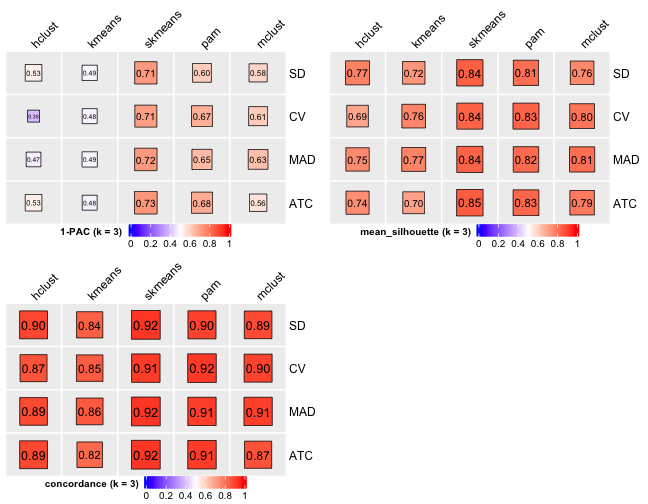 hclust kmeans skmeans pam mclust
0.53 0.49 0.71 0.60 0.58 SD
0.38 0.48 0.71 0.67 0.61 CV
0.47 0.49 0.72 0.65 0.63 MAD
0.53 0.48 0.73 0.68 0.56 ATC
1-PAC (k = 3)
0 0.2 0.4 0.6 0.8 1
hclust kmeans skmeans pam mclust
0.77 0.72 0.84 0.81 0.76 SD
0.69 0.76 0.84 0.83 0.80 CV
0.75 0.77 0.84 0.82 0.81 MAD
0.74 0.70 0.85 0.83 0.79 ATC
mean_silhouette (k = 3)
0 0.2 0.4 0.6 0.8 1
hclust kmeans skmeans pam mclust
0.90 0.84 0.92 0.90 0.89 SD
0.87 0.85 0.91 0.92 0.90 CV
0.89 0.86 0.92 0.91 0.91 MAD
0.89 0.82 0.92 0.91 0.87 ATC
concordance (k = 3)
0 0.2 0.4 0.6 0.8 1